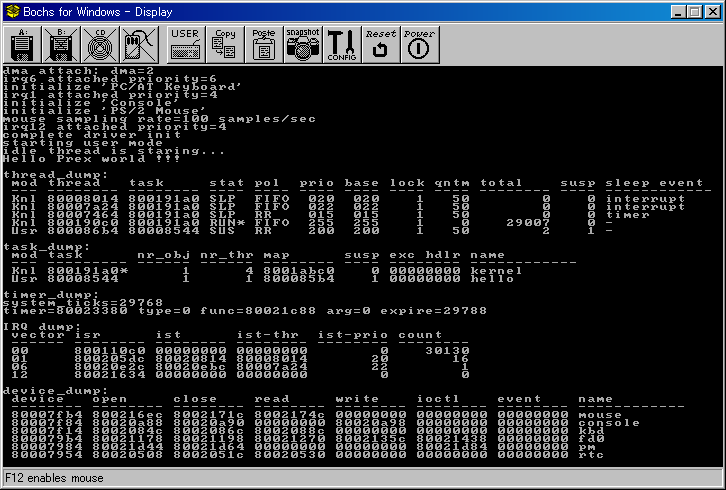 Bochs for Windows - Display
A: B: CD USER Copy Paste snapshot CONFIG Reset Power
dma attach: dma=2
irq6 attached priority=6
initialize 'PC/AT Keyboard'
irq1 attached priority=4
initialize 'Console'
initialize 'PS/2 Mouse'
mouse sampling rate=100 samples/sec
irq12 attached priority=4
complete driver init
starting user mode
idle thread is staring...
Hello Prex world !!!
thread_dump:
mod thread task stat pol prio base lock qntm total susp sleep event
--- -------- -------- ---- ---- ---- ---- ---- ---- -------- ---- ------------
Knl 80008014 800191a0 SLP FIFO 020 020 1 50 0 0 interrupt
Knl 80007a24 800191a0 SLP FIFO 022 022 1 50 0 0 interrupt
Knl 80007464 800191a0 SLP RR 015 015 1 50 0 0 timer
Knl 800190e0 800191a0 RUN* FIFO 255 255 1 0 29007 0 -
Usr 800086b4 80008544 SUS RR 200 200 0 50 2 1 -
task_dump:
mod task nr_obj nr_thr map susp exc hdlr name
--- --------- ------ ------ -------- ---- -------- ------------
Knl 800191a0* 1 4 8001abc0 0 00000000 kernel
Usr 80008544 1 1 800085b4 1 00000000 hello
timer_dump:
system_ticks=29768
timer=80023380 type=0 func=80021c88 arg=0 expire=29788
IRQ dump:
vector isr ist ist-thr ist-prio count
------ -------- -------- -------- -------- --------
00 800110c0 00000000 00000000 0 30130
01 800205dc 80020814 80008014 20 16
06 80020e2c 80020ebc 80007a24 22 1
12 80021634 00000000 00000000 0 0
device_dump:
device open close read write ioctl event name
-------- -------- -------- -------- -------- -------- -------- ------------
80007fb4 800216ec 8002171c 8002174c 00000000 00000000 00000000 mouse
80007f84 80020a88 80020a90 00000000 80020a98 00000000 00000000 console
80007f14 8002084c 8002086c 8002088c 00000000 00000000 00000000 kbd
800079b4 80021178 80021198 80021270 8002135c 80021438 00000000 fd0
80007984 80021d44 80021d64 00000000 00000000 80021d84 00000000 pm
80007954 80020508 8002051c 80020530 00000000 00000000 00000000 rtc
F12 enables mouse